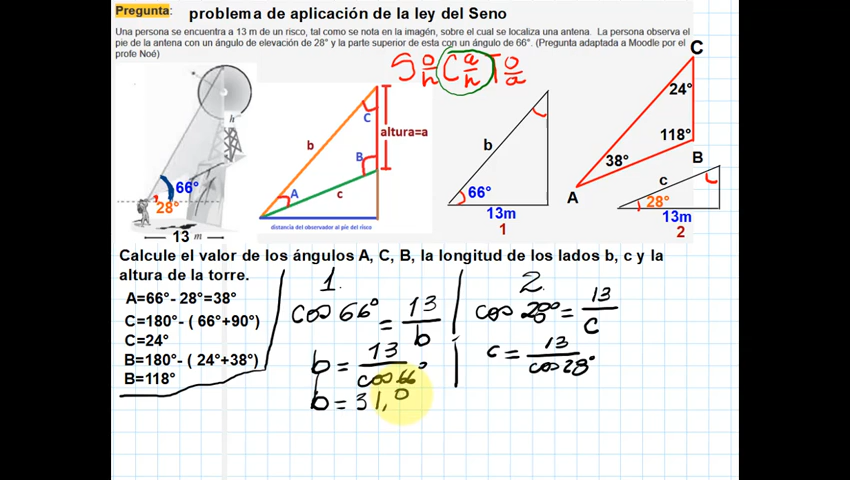 Pregunta: problema de aplicación de la ley del Seno
Una persona se encuentra a 13 m de un risco, tal como se nota en la imagén, sobre el cual se localiza una antena. La persona observa el
pie de la antena con un ángulo de elevación de 28° y la parte superior de esta con un ángulo de 66°. (Pregunta adaptada a Moodle por el
profe Noé)
S o/h C a/h T o/a
C
24°
118°
38°
A
B
h
66°
28°
13 m
b
C
altura=a
B
A
c
distancia del observador al pie del risco
b
66°
13m
1
c
28°
13m
2
Calcule el valor de los ángulos A, C, B, la longitud de los lados b, c y la
altura de la torre.
A=66°- 28°=38°
C=180°- ( 66°+90°)
C=24°
B=180°- ( 24°+38°)
B=118°
1.
cos 66° = 13/b
b = 13/cos 66°
b = 31,0
2.
= 13/c
c = 13/cos 28°